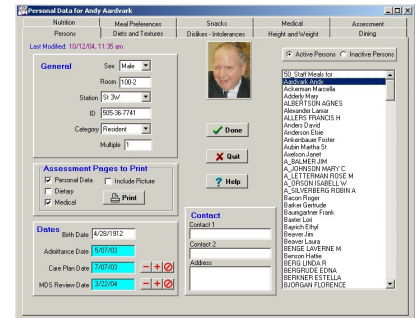 Personal Data for Andy Aardvark
Nutrition Meal Preferences Snacks Medical Assessment
Persons Diets and Textures Dislikes - Intolerances Height and Weight Dining
Last Modified: 10/12/04, 11:35 am
Active Persons Inactive Persons
General
Sex Male
Room 100-2
Station St 3W
ID 505-36-7741
Category Resident
Multiple 1
Assessment Pages to Print
Personal Data Include Picture
Dietary
Medical
Print
Dates
Birth Date 4/28/1912
Admittance Date 5/07/03
Care Plan Date 7/07/03
MDS Review Date 3/22/04
Done
Quit
? Help
Contact
Contact 1
Contact 2
Address
50_Staff Meals for
Aardvark Andy
Ackerman Marcella
Adderly Mary
ALBERTSON AGNES
Alexander Lamar
ALLERS FRANCIS H
Anders David
Anderson Elsie
Ankenbauer Foster
Aubin Martha St
Axelson Janet
A_BALMER JIM
A_JOHNSON MARY C
A_LETTERMAN ROSE M
A_ORSON ISABELL W
A_SILVERBERG ROBIN A
Bacon Roger
Barker Gertrude
Baumgartner Frank
Baxter Lori
Bayrich Ethyl
Beaver Jim
Beaver Laura
BENGE LAVERNE M
Benson Hattie
BERG LINDA R
BERGRUDE EDNA
BERKNER ESTELLA
BJORGAN FLORENCE